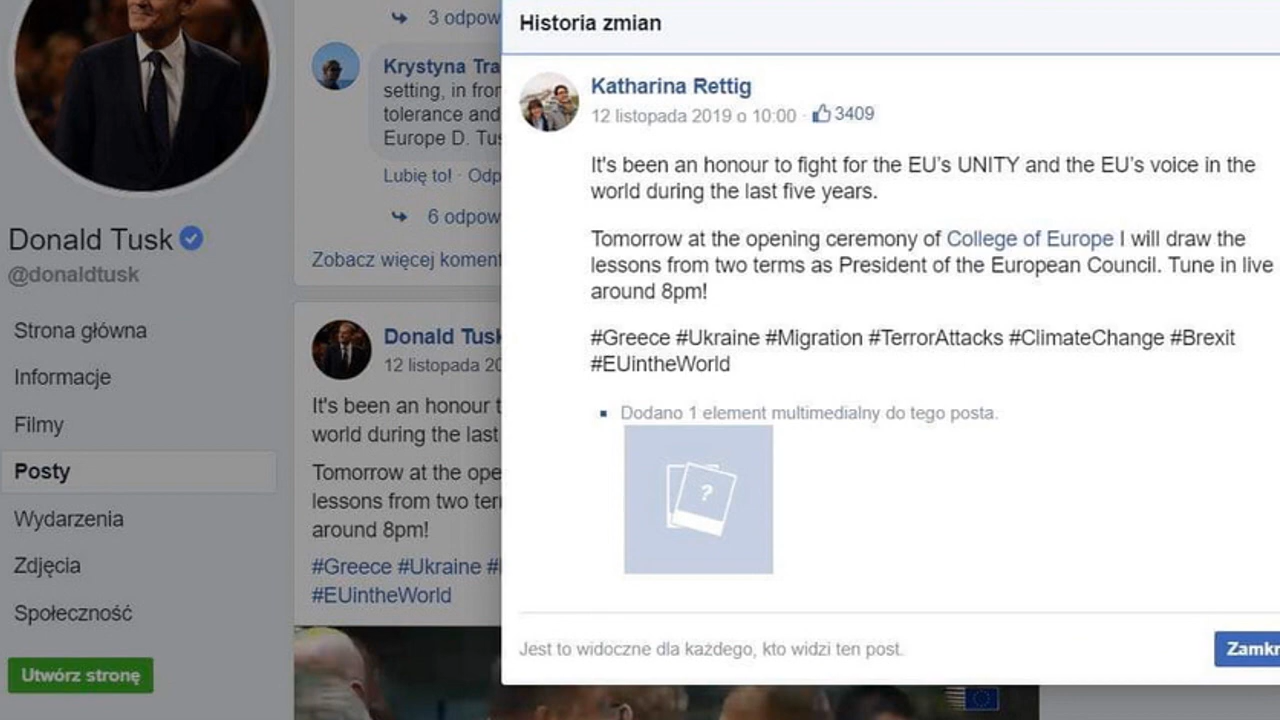 Donald Tusk
@donaldtusk
Strona główna
Informacje
Filmy
Posty
Wydarzenia
Zdjęcia
Społeczność
Utwórz stronę
3
Krystyna
setting, in
tolerance and
Europe D.
Lubię to! ·
6
Zobacz więcej
Donald Tusk
12 listopada
It's been an honour
world during the last
Tomorrow at the
lessons from two
around 8pm!
#Greece #Ukraine
#EUintheWorld
Historia zmian
Katharina Rettig
12 listopada 2019 o 10:00 · 3409
It's been an honour to fight for the EU's UNITY and the EU's voice in the
world during the last five years.
Tomorrow at the opening ceremony of College of Europe I will draw the
lessons from two terms as President of the European Council. Tune in live
around 8pm!
#Greece #Ukraine #Migration #TerrorAttacks #ClimateChange #Brexit
#EUintheWorld
Dodano 1 element multimedialny do tego posta.
?
Jest to widoczne dla każdego, kto widzi ten post.